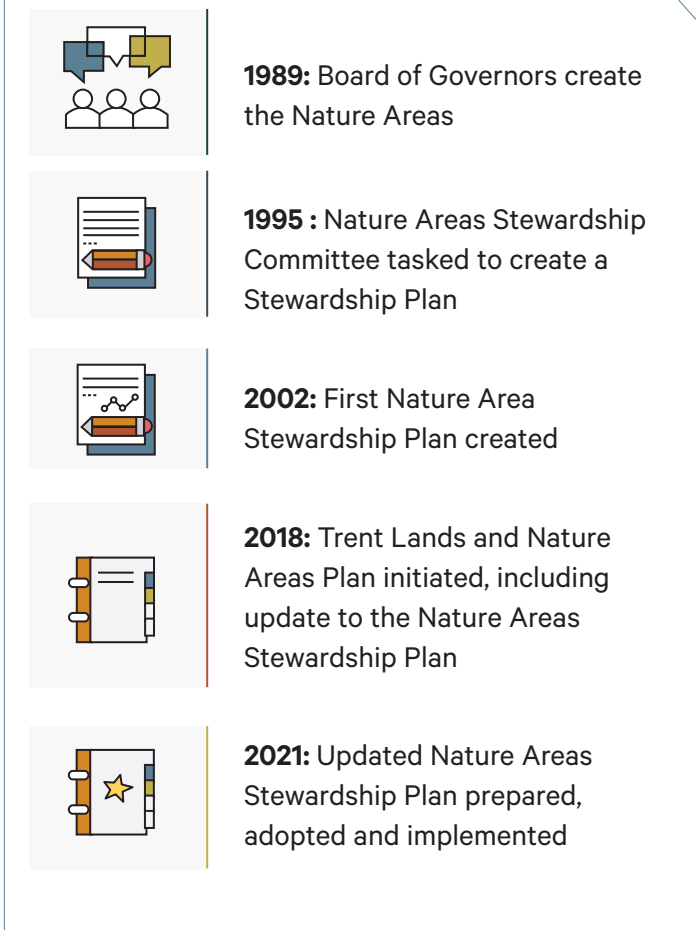 1989: Board of Governors create
the Nature Areas
1995 : Nature Areas Stewardship
Committee tasked to create a
Stewardship Plan
2002: First Nature Area
Stewardship Plan created
2018: Trent Lands and Nature
Areas Plan initiated, including
update to the Nature Areas
Stewardship Plan
2021: Updated Nature Areas
Stewardship Plan prepared,
adopted and implemented